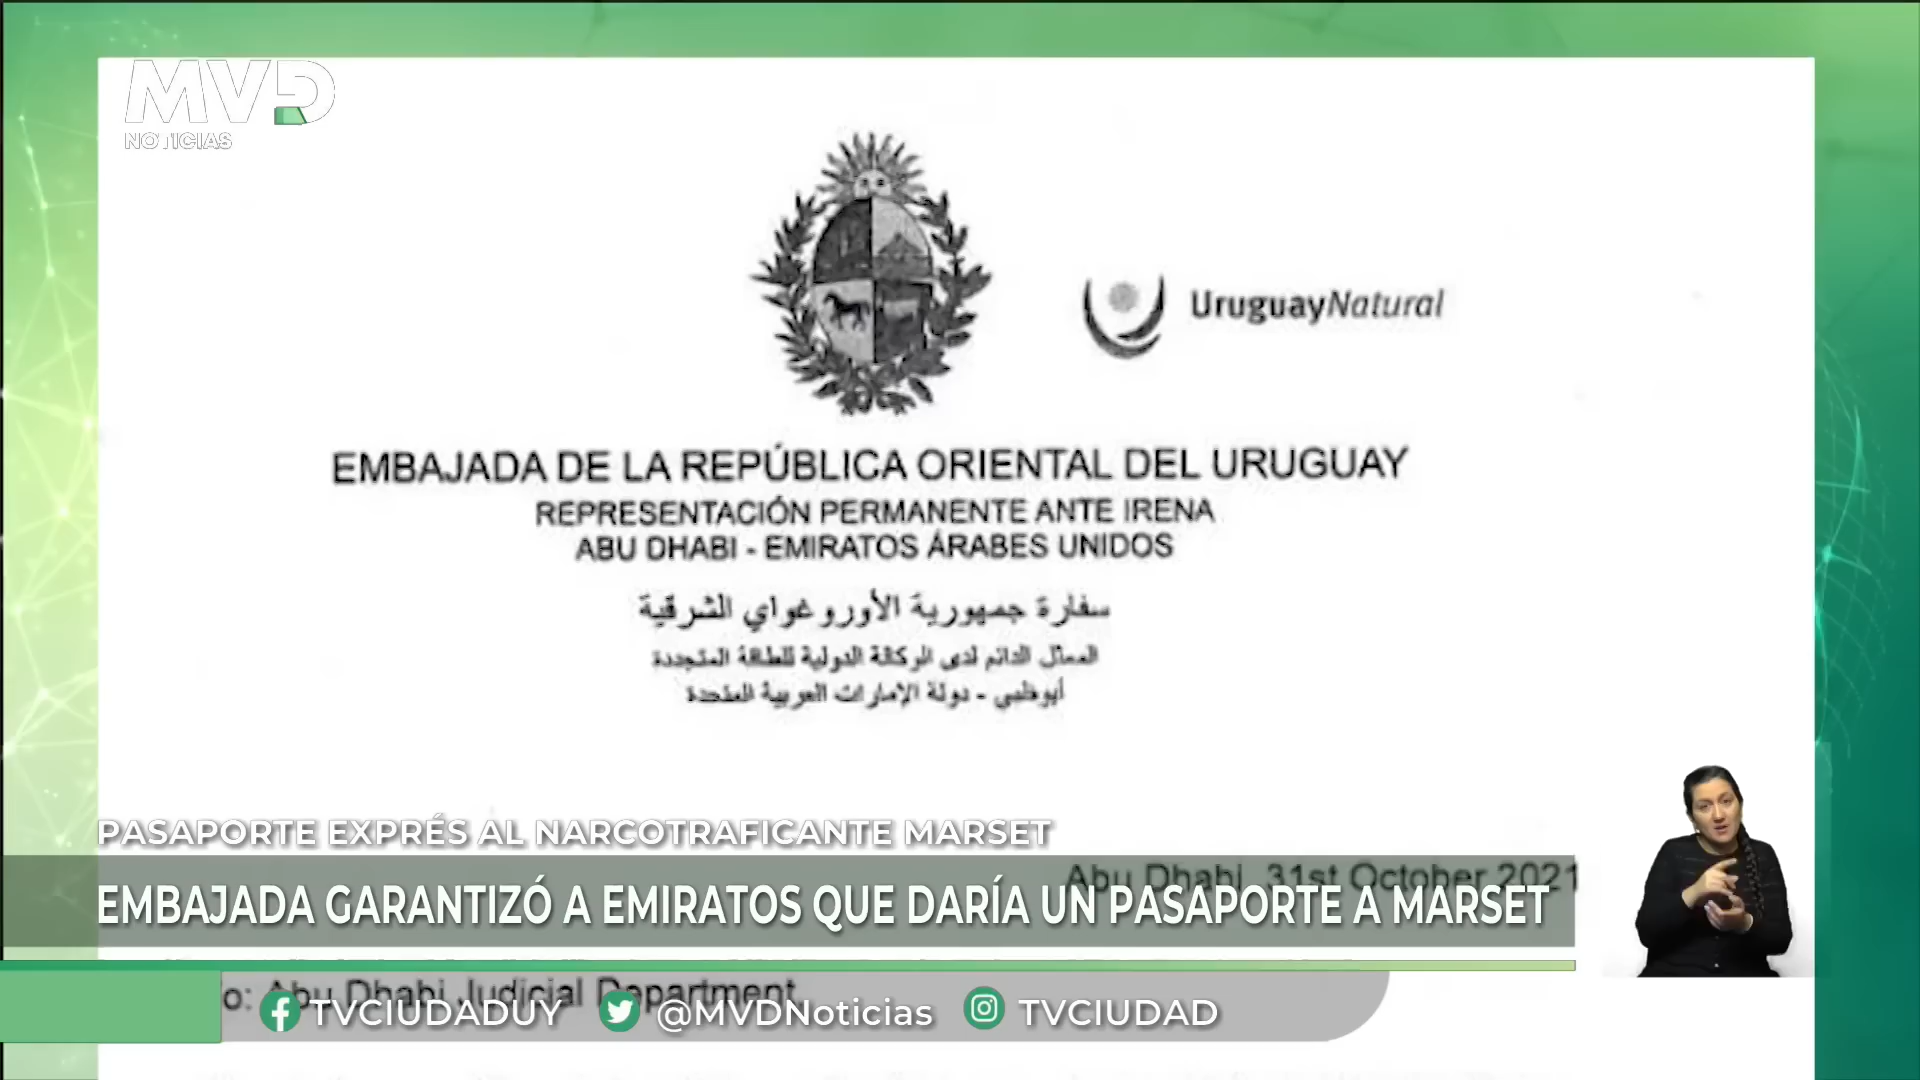 MVD
NOTICIAS
UruguayNatural
EMBAJADA DE LA REPÚBLICA ORIENTAL DEL URUGUAY
REPRESENTACIÓN PERMANENTE ANTE IRENA
ABU DHABI - EMIRATOS ÁRABES UNIDOS
سفارة جمهورية الأوروغواي الشرقية
الممثل الدائم لدى الوكالة الدولية للطاقة المتجددة
أبوظبي - دولة الإمارات العربية المتحدة
PASAPORTE EXPRÉS AL NARCOTRAFICANTE MARSET
Abu Dhabi, 31st October 2021
EMBAJADA GARANTIZÓ A EMIRATOS QUE DARÍA UN PASAPORTE A MARSET
Abu Dhabi Judicial Department
TVCIUDADUY @MVDNoticias TVCIUDAD